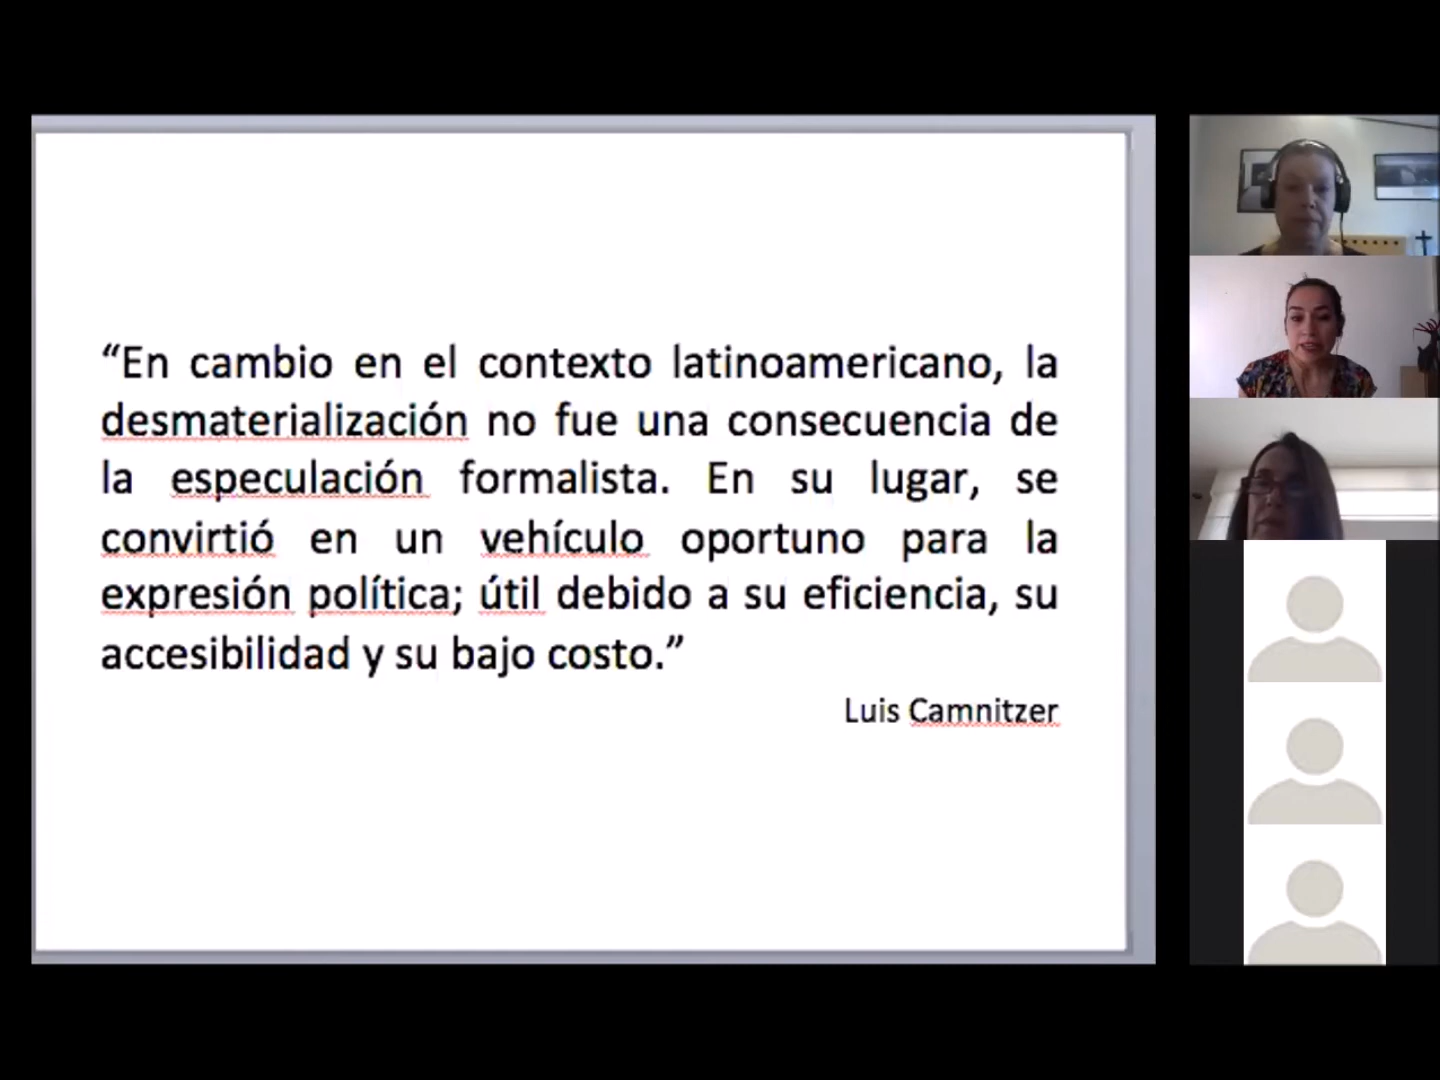 “En cambio en el contexto latinoamericano, la
desmaterialización no fue una consecuencia de
la especulación formalista. En su lugar, se
convirtió en un vehículo oportuno para la
expresión política; útil debido a su eficiencia, su
accesibilidad y su bajo costo.”
Luis Camnitzer